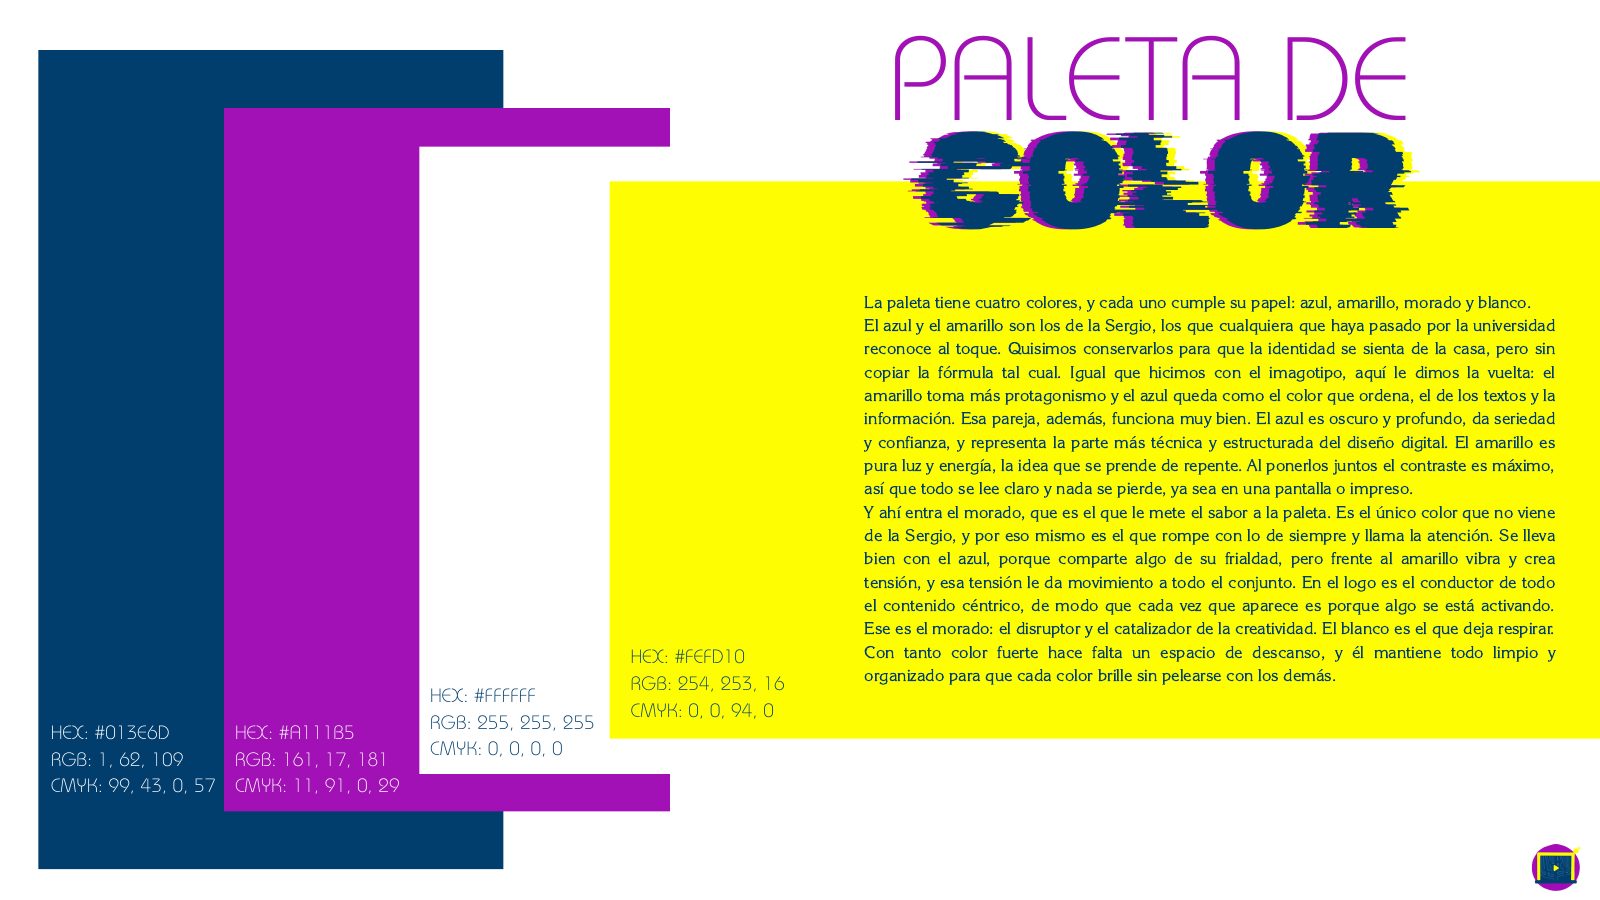 PALETA DE
COLOR
La paleta tiene cuatro colores, y cada uno cumple su papel: azul, amarillo, morado y blanco.
El azul y el amarillo son los de la Sergio, los que cualquiera que haya pasado por la universidad
reconoce al toque. Quisimos conservarlos para que la identidad se sienta de la casa, pero sin
copiar la fórmula tal cual. Igual que hicimos con el imagotipo, aquí le dimos la vuelta: el
amarillo toma más protagonismo y el azul queda como el color que ordena, el de los textos y la
información. Esa pareja, además, funciona muy bien. El azul es oscuro y profundo, da seriedad
y confianza, y representa la parte más técnica y estructurada del diseño digital. El amarillo es
pura luz y energía, la idea que se prende de repente. Al ponerlos juntos el contraste es máximo,
así que todo se lee claro y nada se pierde, ya sea en una pantalla o impreso.
Y ahí entra el morado, que es el que le mete el sabor a la paleta. Es el único color que no viene
de la Sergio, y por eso mismo es el que rompe con lo de siempre y llama la atención. Se lleva
bien con el azul, porque comparte algo de su frialdad, pero frente al amarillo vibra y crea
tensión, y esa tensión le da movimiento a todo el conjunto. En el logo es el conductor de todo
el contenido céntrico, de modo que cada vez que aparece es porque algo se está activando.
Ese es el morado: el disruptor y el catalizador de la creatividad. El blanco es el que deja respirar.
Con tanto color fuerte hace falta un espacio de descanso, y él mantiene todo limpio y
organizado para que cada color brille sin pelearse con los demás.
HEX: #013E6D
RGB: 1, 62, 109
CMYK: 99, 43, 0, 57
HEX: #A111B5
RGB: 161, 17, 181
CMYK: 11, 91, 0, 29
HEX: #FFFFFF
RGB: 255, 255, 255
CMYK: 0, 0, 0, 0
HEX: #FEFD10
RGB: 254, 253, 16
CMYK: 0, 0, 94, 0